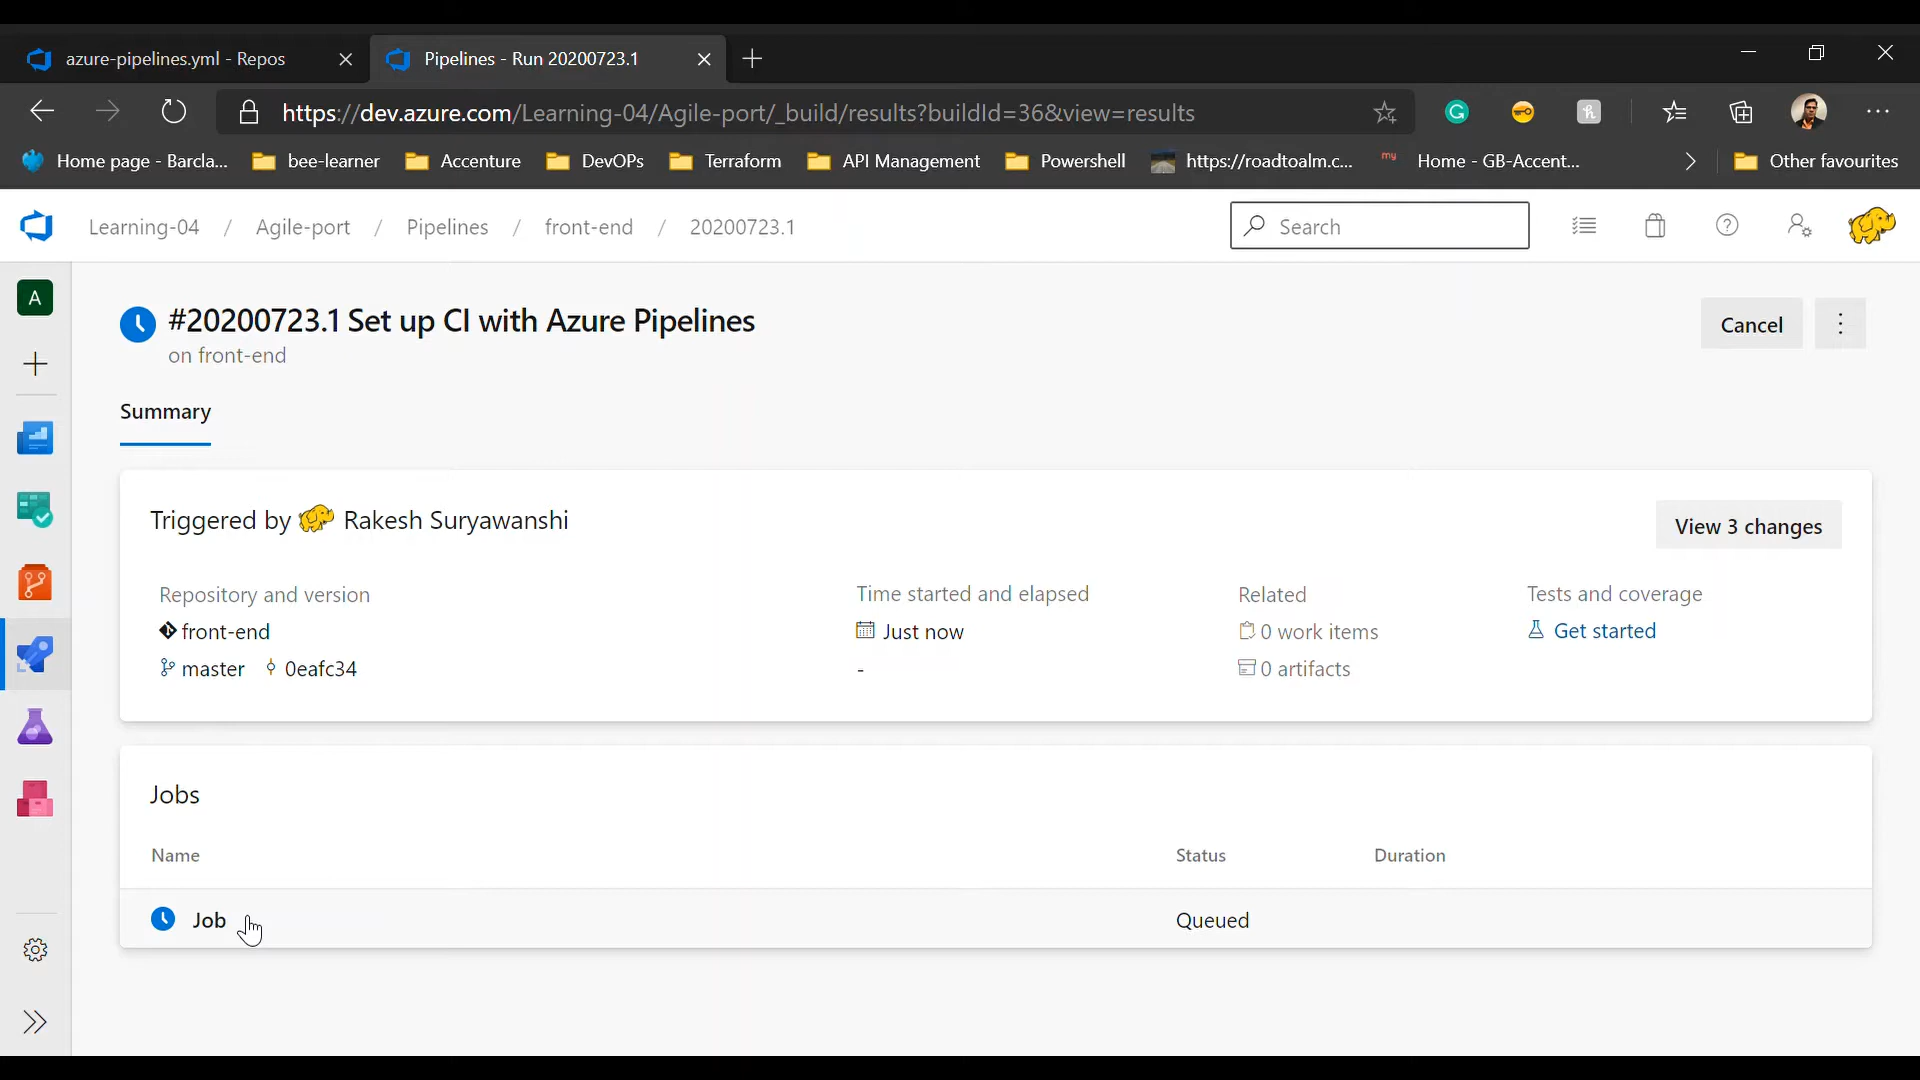 azure-pipelines.yml - Repos
Pipelines - Run 20200723.1
https://dev.azure.com/Learning-04/Agile-port/_build/results?buildId=36&view=results
Home page - Barcla... bee-learner Accenture DevOPs Terraform API Management Powershell https://roadtoalm.c... my Home - GB-Accent... Other favourites
Learning-04 / Agile-port / Pipelines / front-end / 20200723.1
Search
A
#20200723.1 Set up CI with Azure Pipelines
on front-end
Cancel
Summary
Triggered by Rakesh Suryawanshi
View 3 changes
Repository and version Time started and elapsed Related Tests and coverage
front-end Just now 0 work items Get started
master 0eafc34 - 0 artifacts
Jobs
Name Status Duration
Job Queued